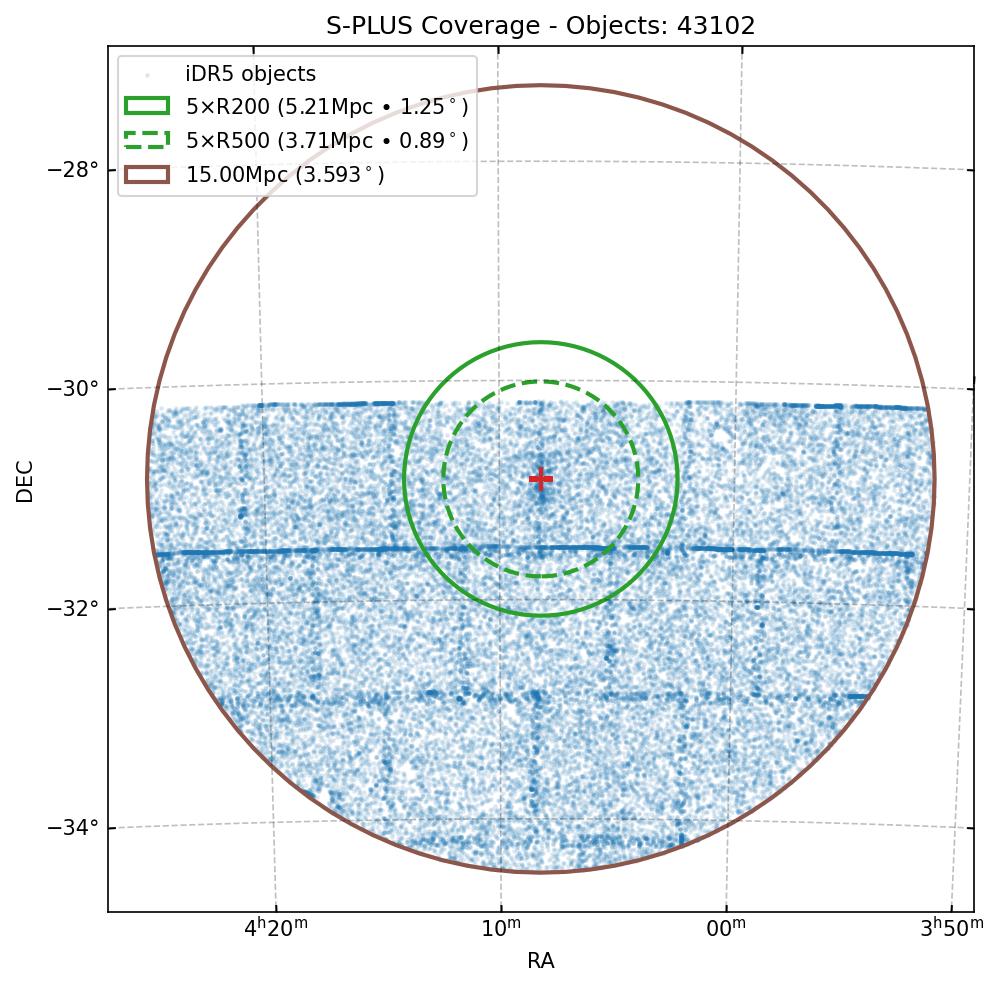 S-PLUS Coverage - Objects: 43102
iDR5 objects
5×R200 (5.21Mpc • 1.25°)
5×R500 (3.71Mpc • 0.89°)
15.00Mpc (3.593°)
−28°
−30°
−32°
−34°
DEC
4ʰ20ᵐ 10ᵐ 00ᵐ 3ʰ50ᵐ
RA